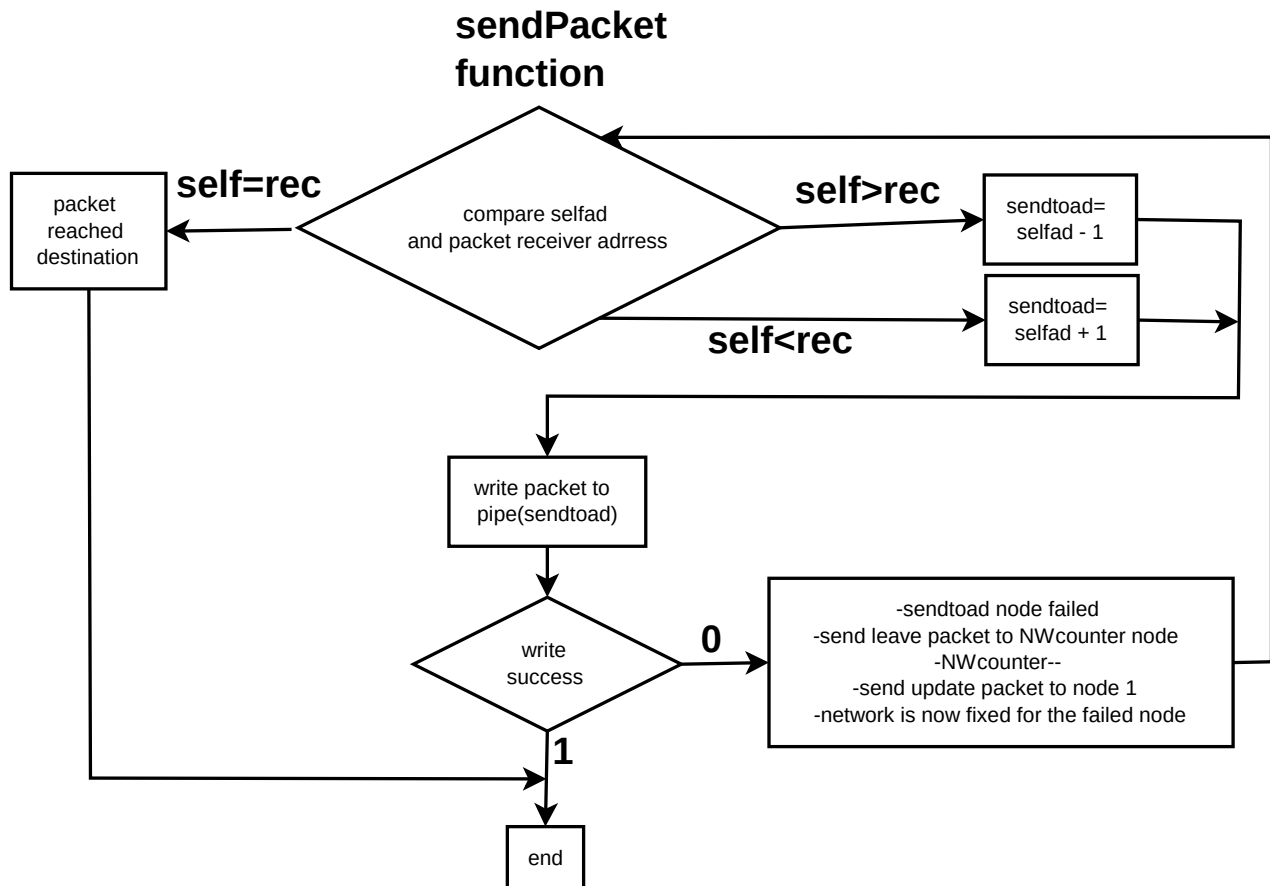 sendPacket
function
self=rec
self>rec
packet
reached
destination
compare selfad
and packet receiver adrress
sendtoad=
selfad - 1
self<rec
sendtoad=
selfad + 1
write packet to
pipe(sendtoad)
write
success
0
-sendtoad node failed
-send leave packet to NWcounter node
-NWcounter--
-send update packet to node 1
-network is now fixed for the failed node
1
end